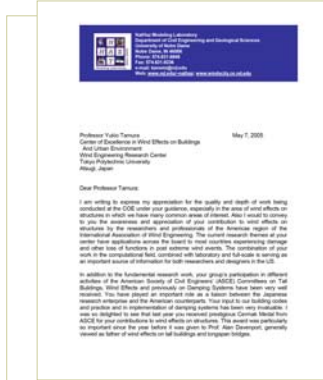 NatHaz Modeling Laboratory
Department of Civil Engineering and Geological Sciences
University of Notre Dame
Notre Dame, IN 46556
Web: www.nd.edu/~nathaz; www.windycity.ce.nd.edu
Professor Yukio Tamura May 7, 2005
Center of Excellence in Wind Effects on Buildings
And Urban Environment
Wind Engineering Research Center
Tokyo Polytechnic University
Atsugi, Japan
Dear Professor Tamura:
I am writing to express my appreciation for the quality and depth of work being
conducted at the COE under your guidance, especially in the area of wind effects on
structures in which we have many common areas of interest. Also I would to convey
to you the awareness and appreciation of your contribution to wind effects on
structures by the researchers and professionals of the Americas region of the
International Association of Wind Engineering. The current research themes at your
center have applications across the board to most countries experiencing damage
and other loss of functions in past extreme wind events. The combination of your
work in the computational field, combined with laboratory and full-scale is serving as
an important source of information for both researchers and designers in the US.
In addition to the fundamental research work, your group's participation in different
activities of the American Society of Civil Engineers' (ASCE) Committees on Tall
Buildings, Wind Effects and previously on Damping Systems have been very well
received. You have played an important role as a liaison between the Japanese
research enterprise and the American counterparts. Your input to our building codes
and practice and in implementation of damping systems has been very invaluable. I
was so delighted to see that last year you received prestigious Cermak Medal from
ASCE for your contributions to wind effects on structures. This award was particularly
so important since the year before it was given to Prof. Alan Davenport, generally
viewed as father of wind effects on tall buildings and longspan bridges.